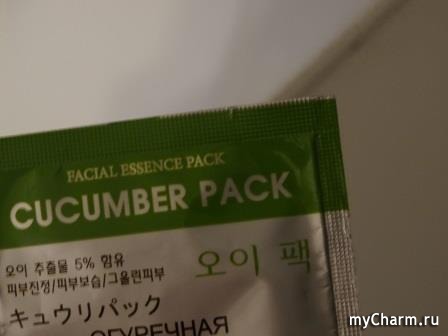 FACIAL ESSENCE PACK
CUCUMBER PACK
오이 추출물 5% 함유
피부진정/피부보습/그을린피부
오이 팩
キュウリパック
ОГУРЕЧНАЯ
myCharm.ru